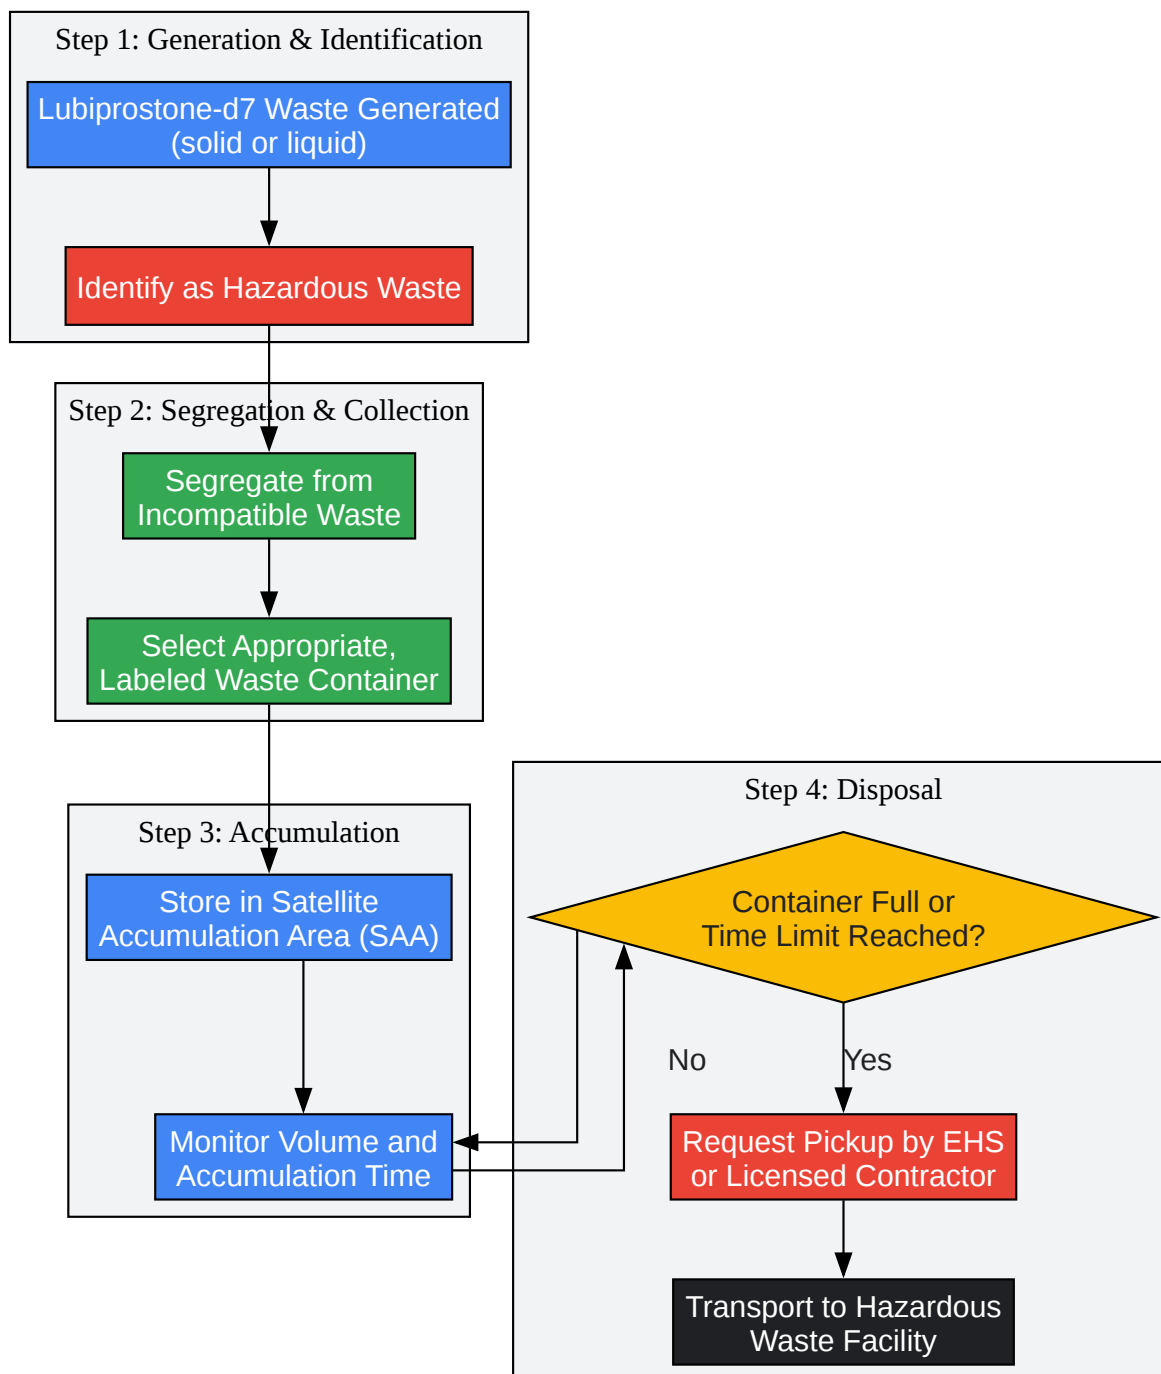 Step 1: Generation & Identification
Lubiprostone-d7 Waste Generated
(solid or liquid)
Identify as Hazardous Waste
Step 2: Segregation & Collection
Segregate from
Incompatible Waste
Select Appropriate,
Labeled Waste Container
Step 3: Accumulation
Store in Satellite
Accumulation Area (SAA)
Monitor Volume and
Accumulation Time
Step 4: Disposal
Container Full or
Time Limit Reached?
No
Yes
Request Pickup by EHS
or Licensed Contractor
Transport to Hazardous
Waste Facility